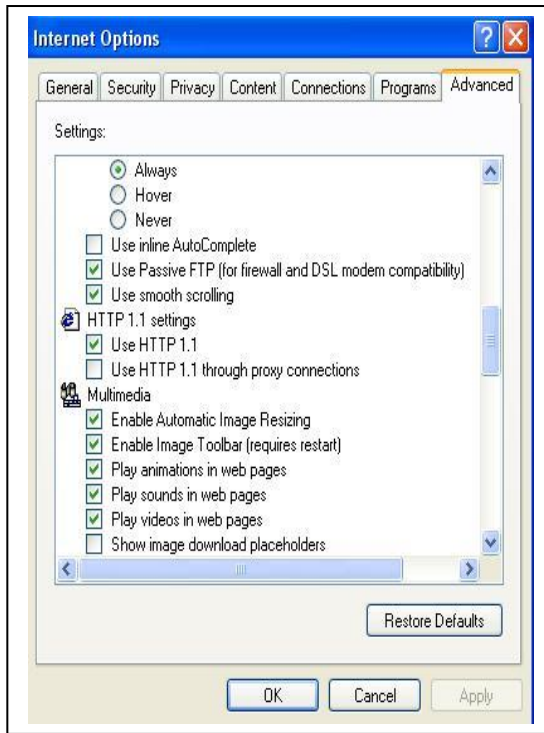 Internet Options
General Security Privacy Content Connections Programs Advanced
Settings:
Always
Hover
Never
Use inline AutoComplete
Use Passive FTP (for firewall and DSL modem compatibility)
Use smooth scrolling
HTTP 1.1 settings
Use HTTP 1.1
Use HTTP 1.1 through proxy connections
Multimedia
Enable Automatic Image Resizing
Enable Image Toolbar (requires restart)
Play animations in web pages
Play sounds in web pages
Play videos in web pages
Show image download placeholders
Restore Defaults
OK Cancel Apply